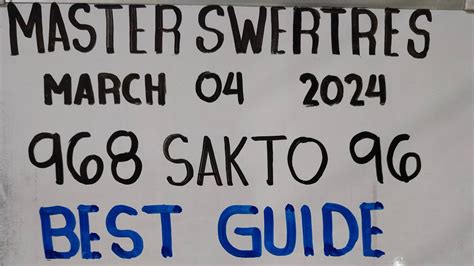 MASTER SWERTRES
MARCH 04 2024
968 SAKTO 96
BEST GUIDE